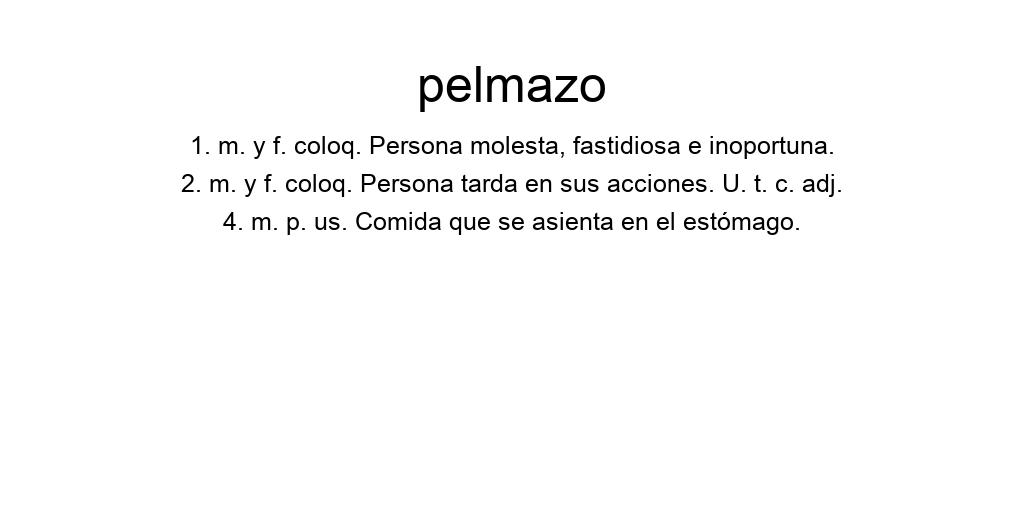 pelmazo
1. m. y f. coloq. Persona molesta, fastidiosa e inoportuna.
2. m. y f. coloq. Persona tarda en sus acciones. U. t. c. adj.
4. m. p. us. Comida que se asienta en el estómago.